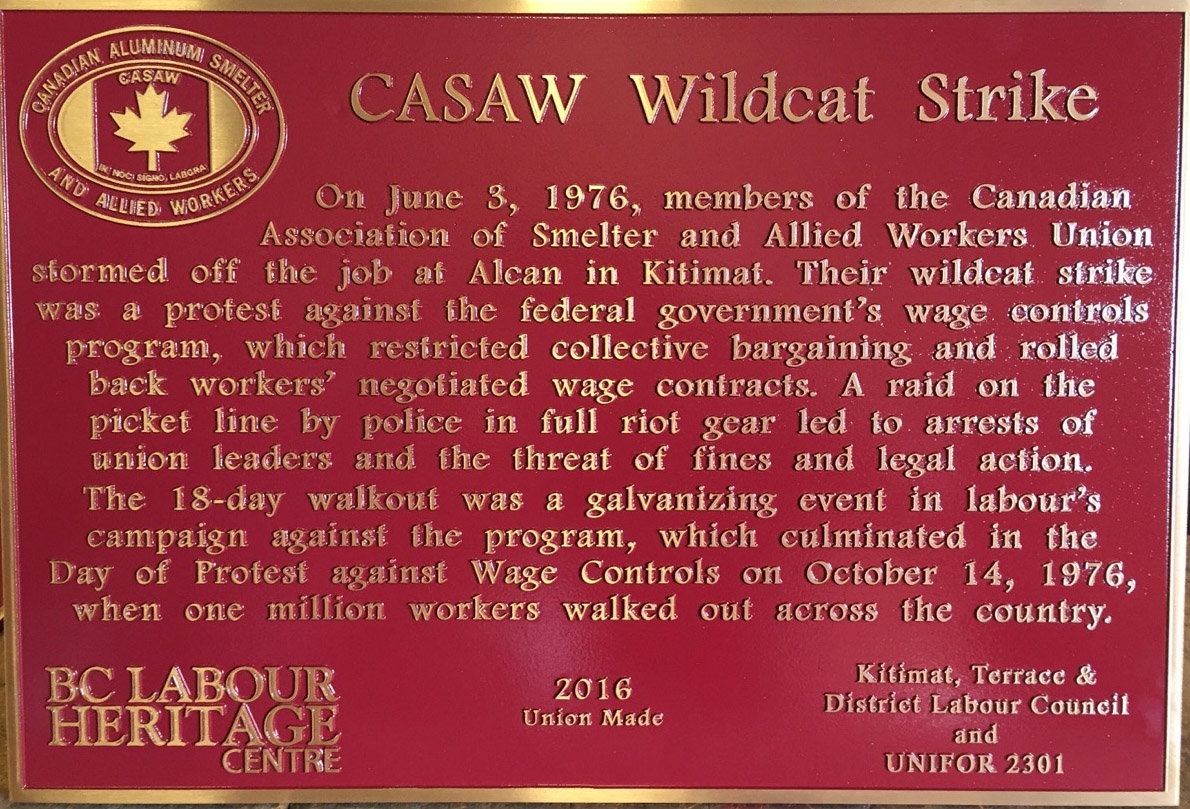 CANADIAN ALUMINUM SMELTER
CASAW
IN HOC SIGNO LABORA
AND ALLIED WORKERS
CASAW Wildcat Strike
On June 3, 1976, members of the Canadian
Association of Smelter and Allied Workers Union
stormed off the job at Alcan in Kitimat. Their wildcat strike
was a protest against the federal government's wage controls
program, which restricted collective bargaining and rolled
back workers' negotiated wage contracts. A raid on the
picket line by police in full riot gear led to arrests of
union leaders and the threat of fines and legal action.
The 18-day walkout was a galvanizing event in labour's
campaign against the program, which culminated in the
Day of Protest against Wage Controls on October 14, 1976,
when one million workers walked out across the country.
BC LABOUR
HERITAGE
CENTRE
2016
Union Made
Kitimat, Terrace &
District Labour Council
and
UNIFOR 2301